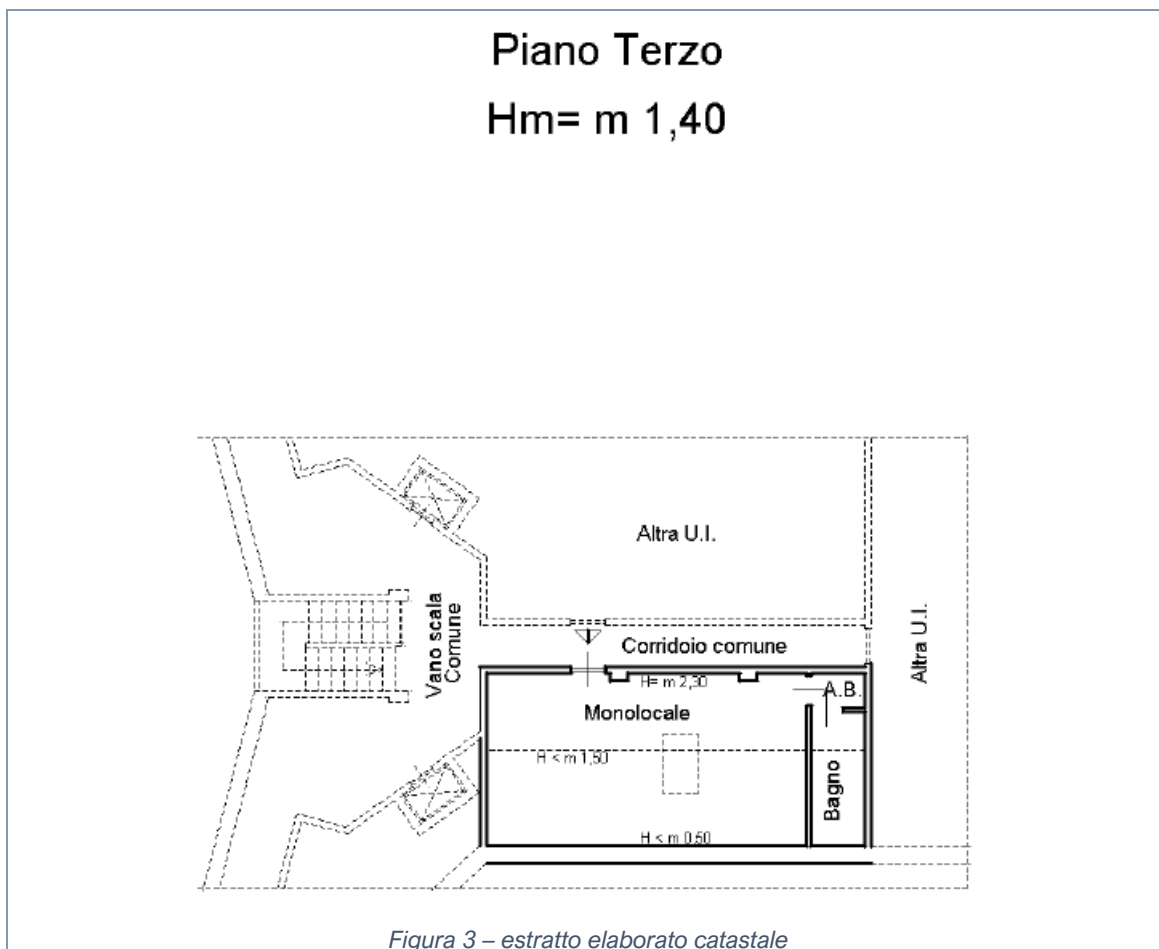 Piano Terzo
Hm= m 1,40
Altra U.I.
Vano scala
Comune
Corridoio comune
Altra U.I.
H= m 2,30
A.B.
Monolocale
H < m 1,50
Bagno
H < m 0,50
Figura 3 – estratto elaborato catastale